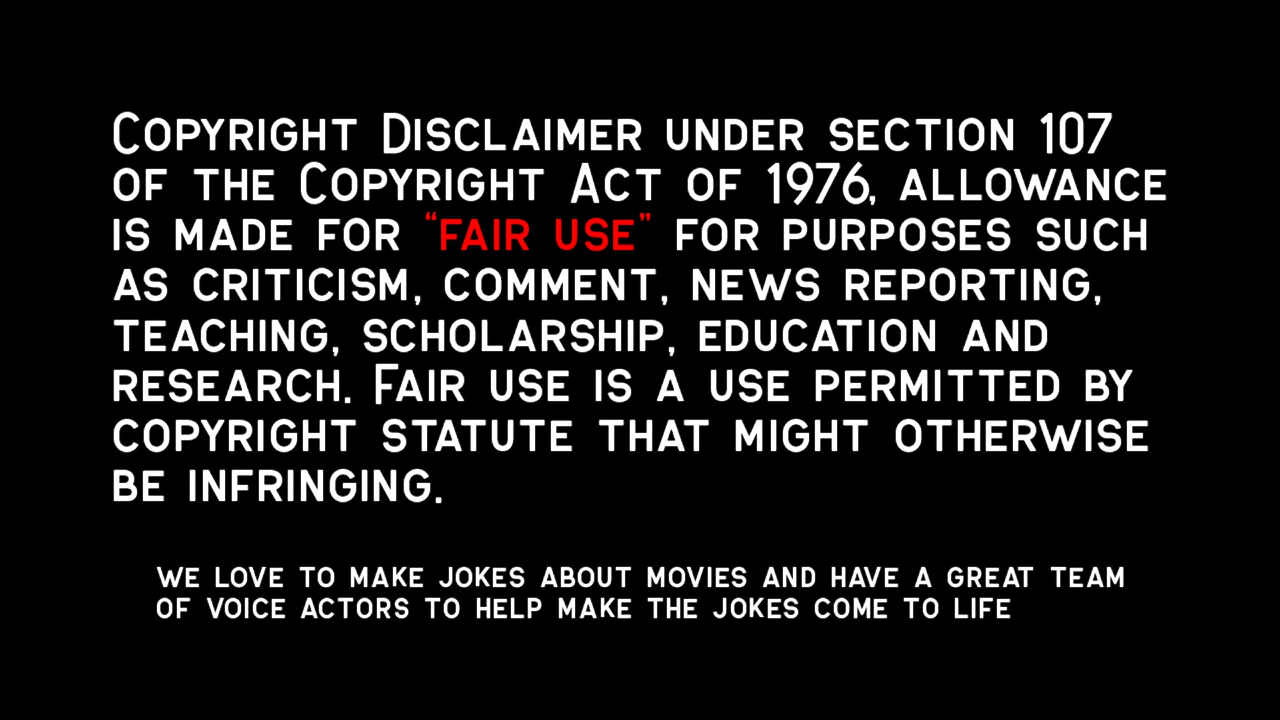 Copyright Disclaimer under section 107
of the Copyright Act of 1976, allowance
is made for “fair use” for purposes such
as criticism, comment, news reporting,
teaching, scholarship, education and
research. Fair use is a use permitted by
copyright statute that might otherwise
be infringing.
we love to make jokes about movies and have a great team
of voice actors to help make the jokes come to life